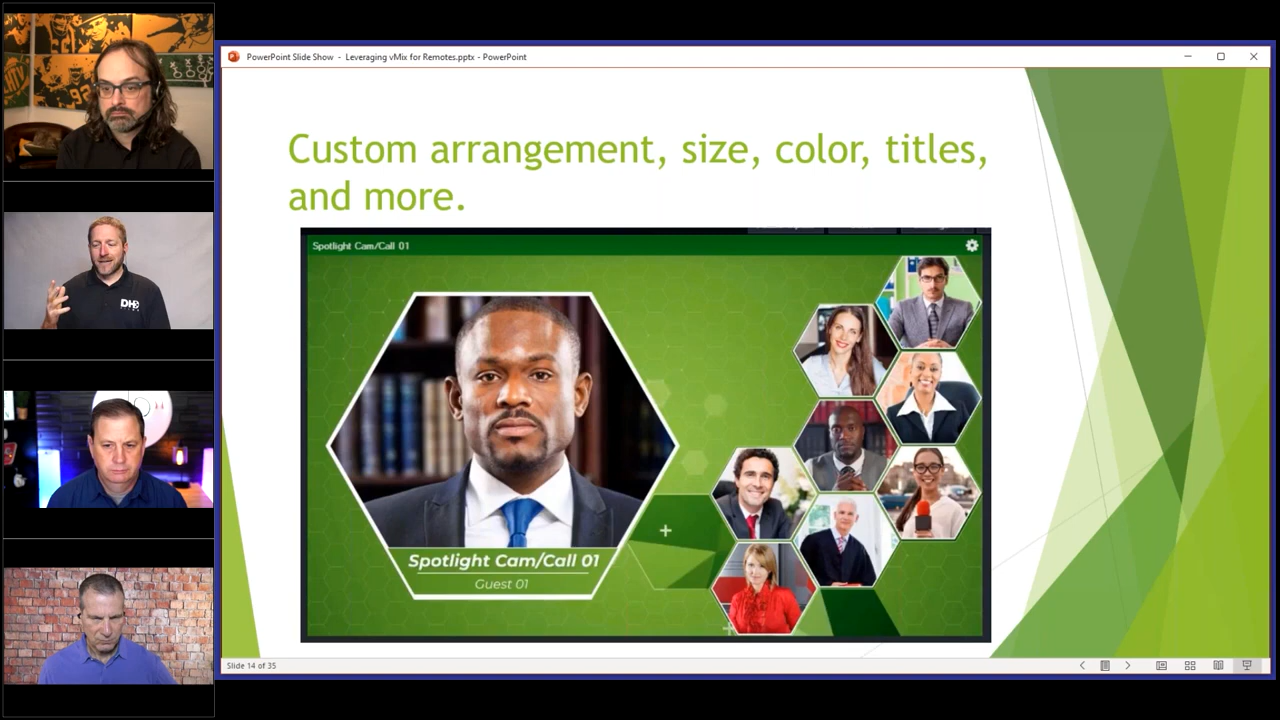 PowerPoint Slide Show - Leveraging vMix for Remotes.pptx - PowerPoint
Custom arrangement, size, color, titles,
and more.
Spotlight Cam/Call 01
Spotlight Cam/Call 01
Guest 01
DH
Slide 14 of 35